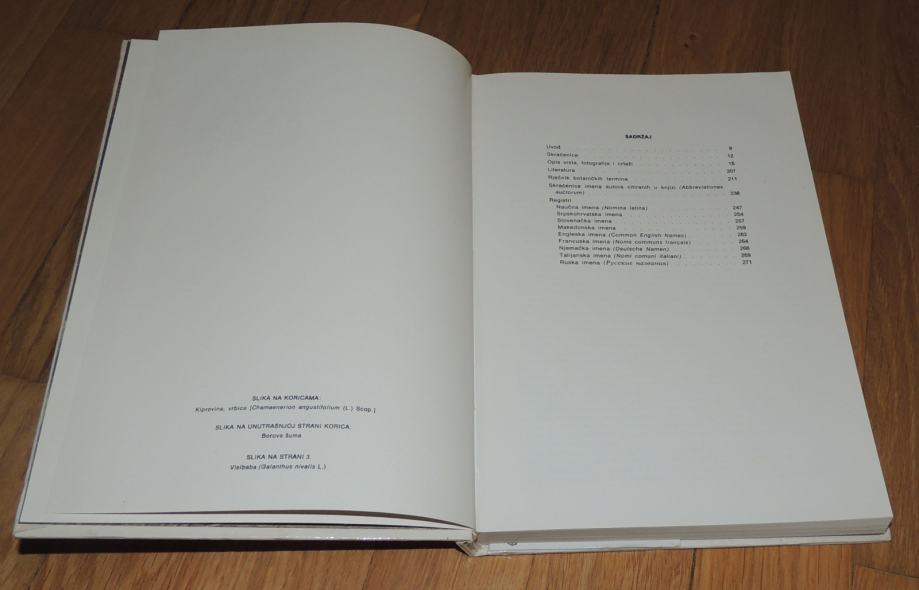 SLIKA NA KORICAMA:
Kiprovina, vrbica [Chamaenerion angustifolium (L.) Scop.]
SLIKA NA UNUTRAŠNJOJ STRANI KORICA:
Borova šuma
SLIKA NA STRANI 3.
Visibaba (Galanthus nivalis L.)
SADRŽAJ
Uvod 9
Skraćenice 12
Opis vrsta, fotografije i crteži 15
Literatura 207
Rječnik botaničkih termina 211
Skraćenice imena autora citiranih u knjizi (Abbreviationes
auctorum) 238
Registri
Naučna imena (Nomina latina) 247
Srpskohrvatska imena 254
Slovenačka imena 257
Makedonska imena 259
Engleska imena (Common English Names) 262
Francuska imena (Noms communs français) 264
Njemačka imena (Deutsche Namen) 266
Talijanska imena (Nomi comuni italiani) 269
Ruska imena (Русские названия) 271